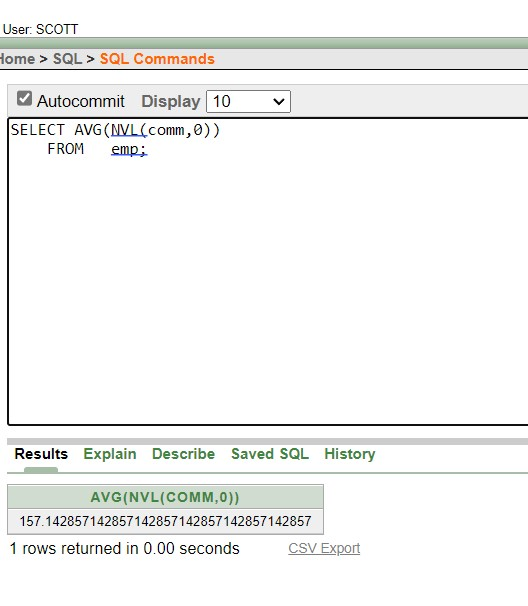 User: SCOTT
Home > SQL > SQL Commands
Autocommit Display 10
SELECT AVG(NVL(comm,0))
FROM emp;
Results Explain Describe Saved SQL History
AVG(NVL(COMM,0))
157.142857142857142857142857142857142857
1 rows returned in 0.00 seconds CSV Export